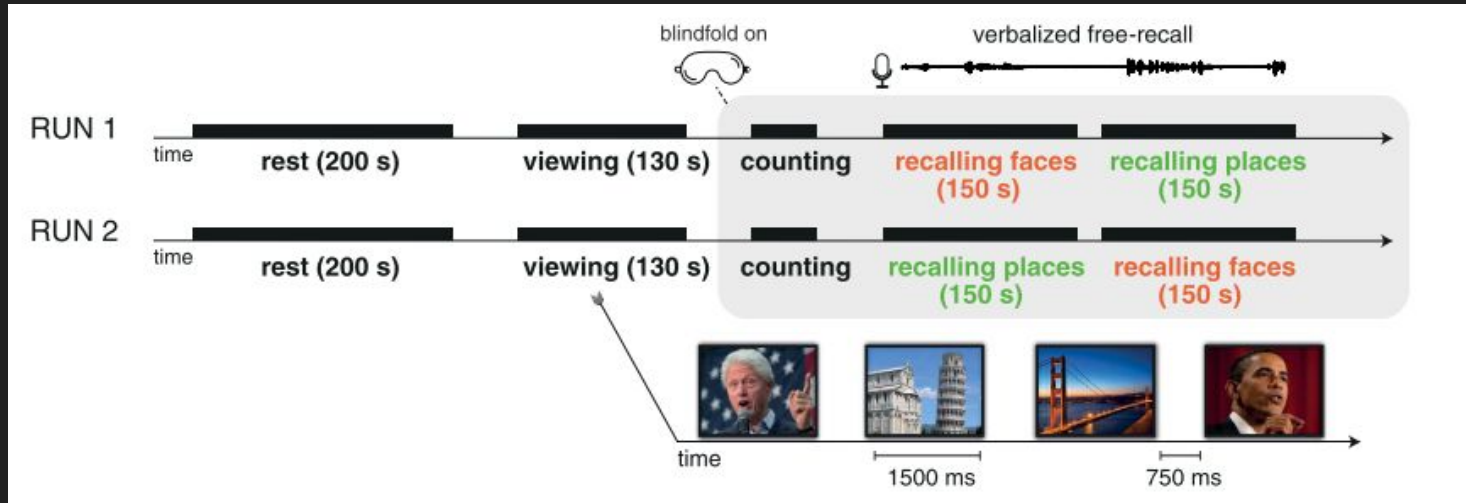 blindfold on
verbalized free-recall
RUN 1
time
rest (200 s)
viewing (130 s)
counting
recalling faces
(150 s)
recalling places
(150 s)
RUN 2
time
rest (200 s)
viewing (130 s)
counting
recalling places
(150 s)
recalling faces
(150 s)
time
1500 ms
750 ms